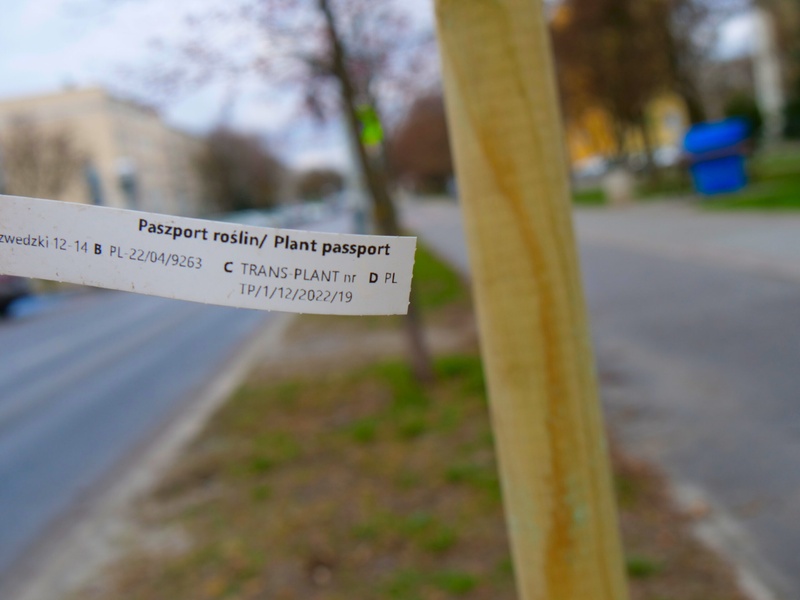 Paszport roślin/ Plant passport
zwedzki 12-14 B PL-22/04/9263 C TRANS-PLANT nr D PL
TP/1/12/2022/19